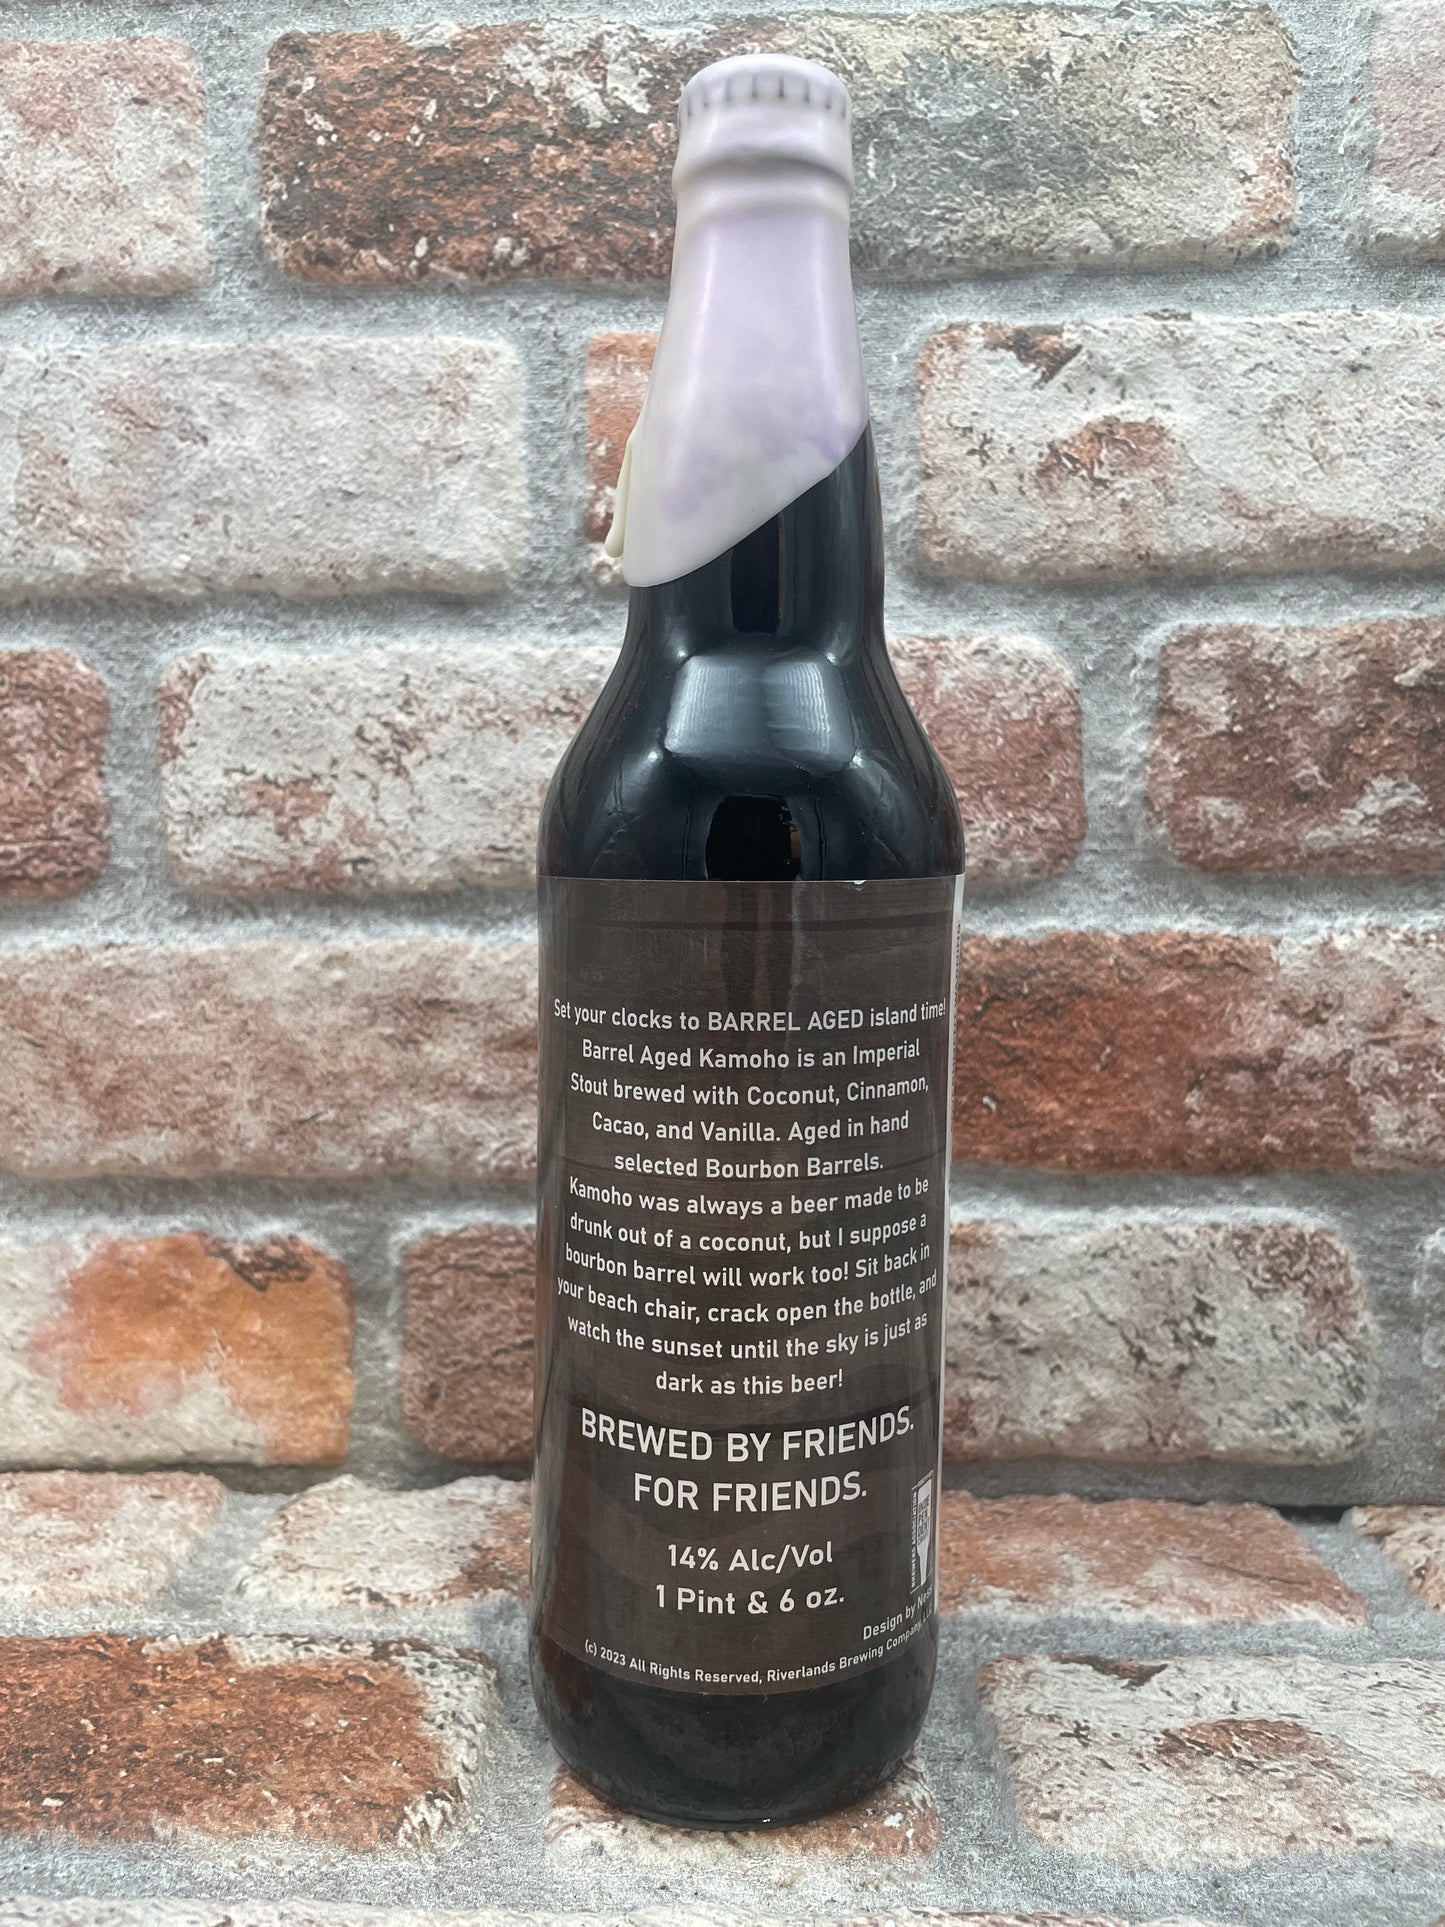 Set your clocks to BARREL AGED island time!
Barrel Aged Kamoho is an Imperial
Stout brewed with Coconut, Cinnamon,
Cacao, and Vanilla. Aged in hand
selected Bourbon Barrels.
Kamoho was always a beer made to be
drunk out of a coconut, but I suppose a
bourbon barrel will work too! Sit back in
your beach chair, crack open the bottle, and
watch the sunset until the sky is just as
dark as this beer!
BREWED BY FRIENDS.
FOR FRIENDS.
14% Alc/Vol
1 Pint & 6 oz.
BREWERS ASSOCIATION
Design by
(c) 2023 All Rights Reserved, Riverlands Brewing Company, LLC